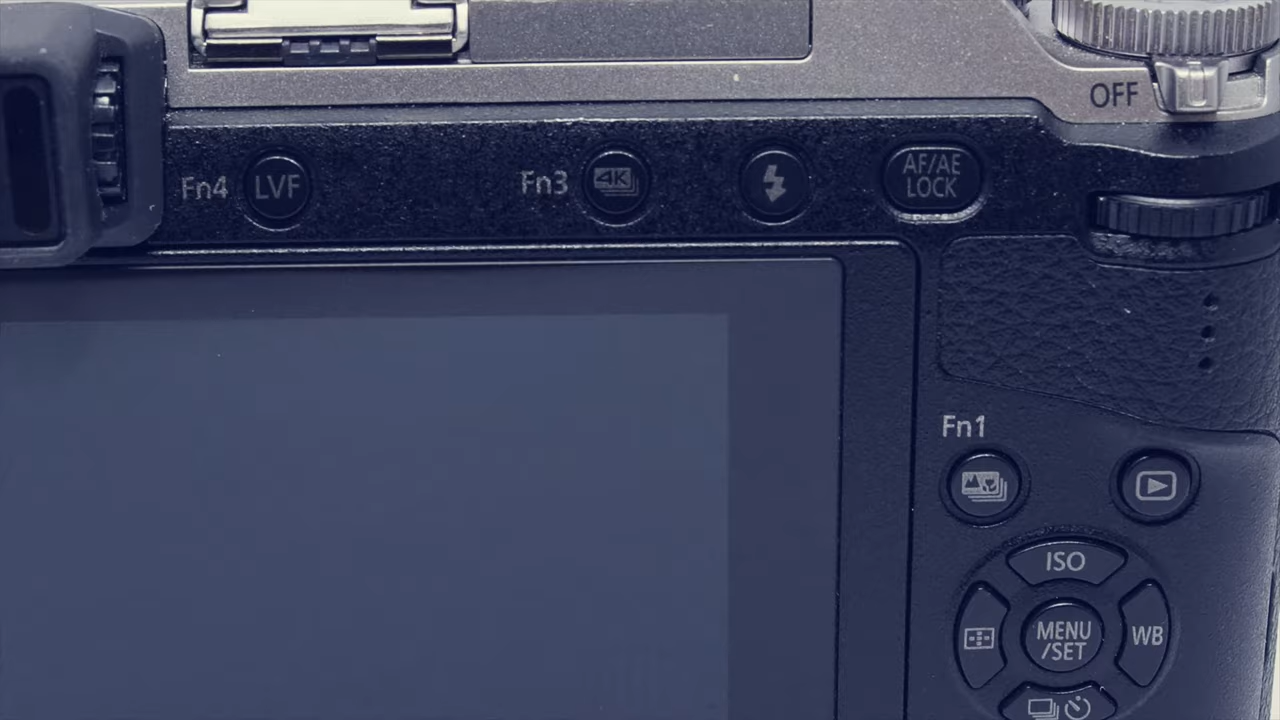 OFF
Fn4
LVF
Fn3
4K
AF/AE
LOCK
Fn1
ISO
MENU
/SET
WB